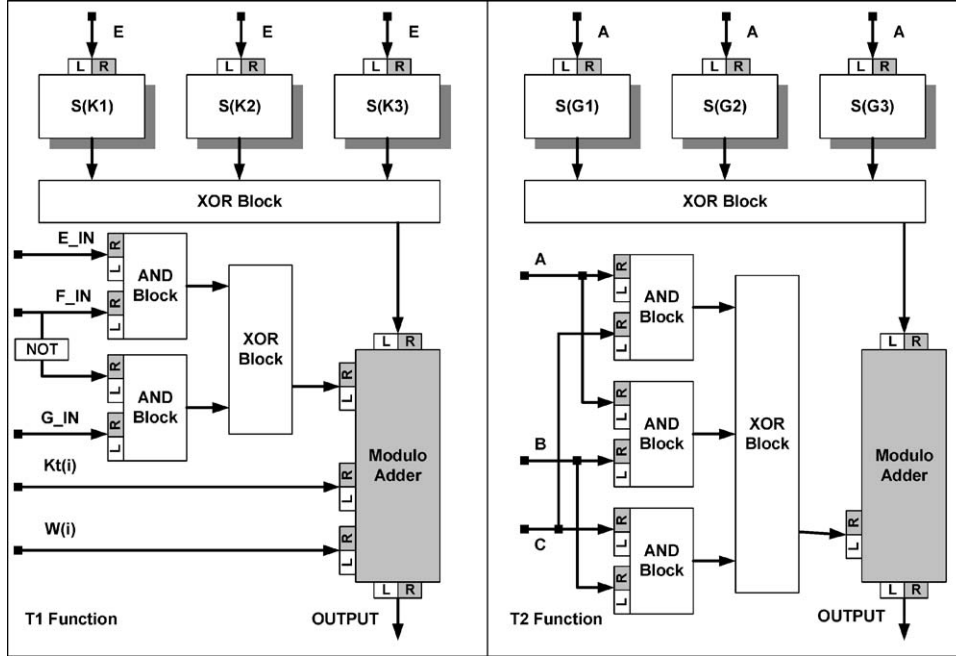 E E E
L R L R L R
S(K1) S(K2) S(K3)
XOR Block
E_IN
R
L
AND
Block
F_IN
R
L
NOT
XOR
Block
R
L
AND
Block
G_IN
R
L
Kt(i)
W(i)
L R
R
L
Modulo
Adder
R
L
R
L
L R
T1 Function
OUTPUT
A A A
L R L R L R
S(G1) S(G2) S(G3)
XOR Block
A
R
L
AND
Block
R
L
R
L
AND
Block
B
R
L
XOR
Block
C
R
L
AND
Block
R
L
L R
Modulo
Adder
R
L
L R
T2 Function
OUTPUT